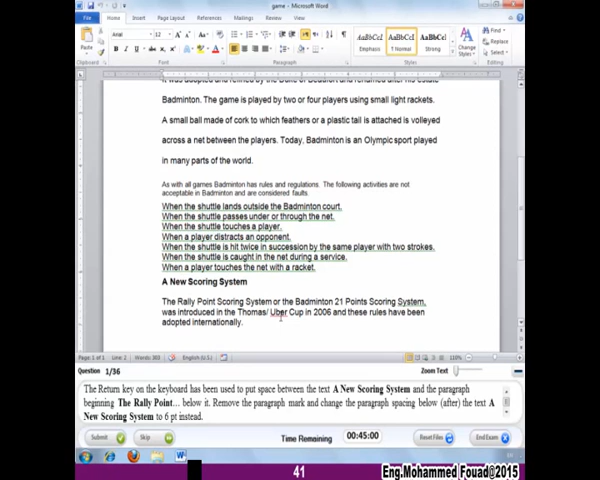 game - Microsoft Word
File Home Insert Page Layout References Mailings Review View
Paste
Arial 12
Clipboard Font Paragraph Styles Editing
AaBbCcI AaBbCcI AaBbCcI
Emphasis ¶ Normal Strong
Change Styles
Find
Replace
Select
It was adopted and refined by the Duke of Beaufort and renamed after his estate
Badminton. The game is played by two or four players using small light rackets.
A small ball made of cork to which feathers or a plastic tail is attached is volleyed
across a net between the players. Today, Badminton is an Olympic sport played
in many parts of the world.
As with all games Badminton has rules and regulations. The following activities are not
acceptable in Badminton and are considered faults.
When the shuttle lands outside the Badminton court.
When the shuttle passes under or through the net.
When the shuttle touches a player.
When a player distracts an opponent.
When the shuttle is hit twice in succession by the same player with two strokes.
When the shuttle is caught in the net during a service.
When a player touches the net with a racket.
A New Scoring System
The Rally Point Scoring System or the Badminton 21 Points Scoring System,
was introduced in the Thomas/ Uber Cup in 2006 and these rules have been
adopted internationally.
Page: 1 of 1 Line: 2 Words: 303 English (U.S.) 110%
Question 1/36 Zoom Text
The Return key on the keyboard has been used to put space between the text A New Scoring System and the paragraph
beginning The Rally Point... below it. Remove the paragraph mark and change the paragraph spacing below (after) the text A
New Scoring System to 6 pt instead.
Submit Skip Time Remaining 00:45:00 Reset Files End Exam
41
Eng.Mohammed Fouad@2015